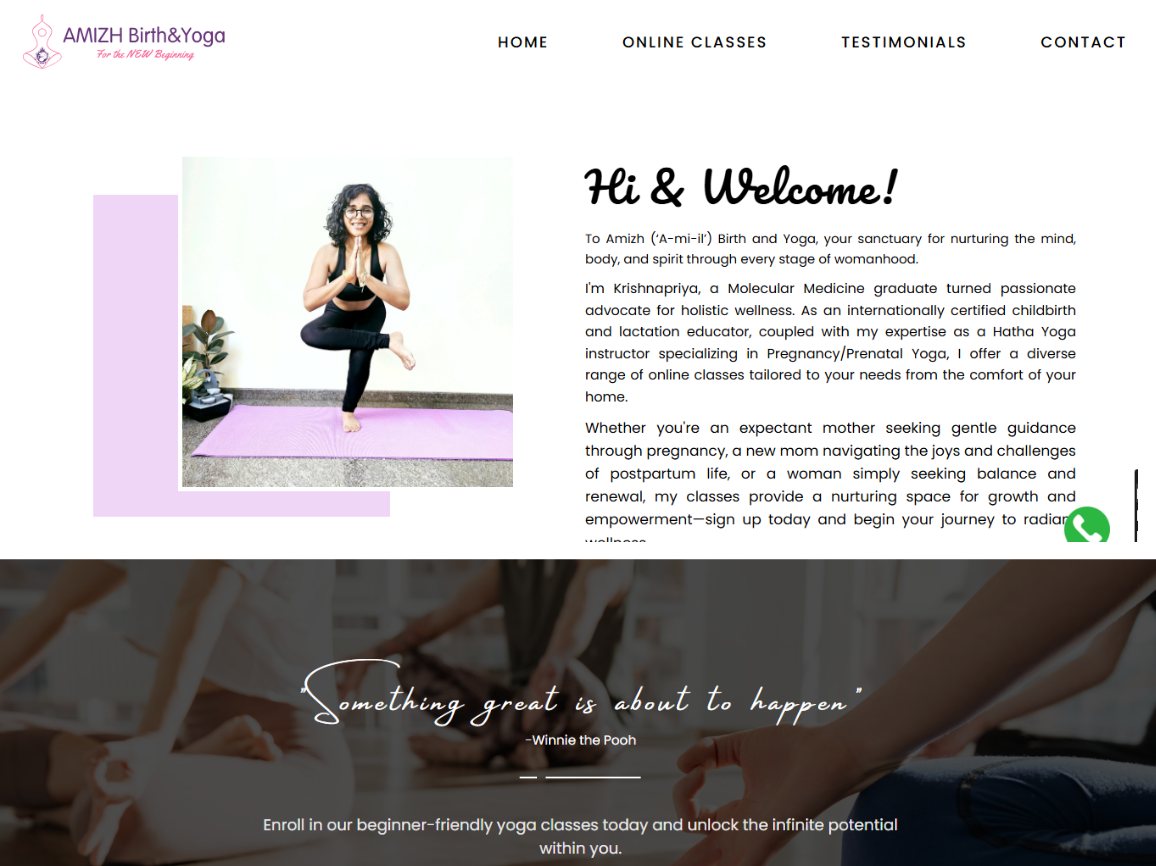 AMIZH Birth&Yoga
For the NEW Beginning
HOME ONLINE CLASSES TESTIMONIALS CONTACT
Hi & Welcome!
To Amizh (‘A-mi-il’) Birth and Yoga, your sanctuary for nurturing the mind,
body, and spirit through every stage of womanhood.
I'm Krishnapriya, a Molecular Medicine graduate turned passionate
advocate for holistic wellness. As an internationally certified childbirth
and lactation educator, coupled with my expertise as a Hatha Yoga
instructor specializing in Pregnancy/Prenatal Yoga, I offer a diverse
range of online classes tailored to your needs from the comfort of your
home.
Whether you're an expectant mother seeking gentle guidance
through pregnancy, a new mom navigating the joys and challenges
of postpartum life, or a woman simply seeking balance and
renewal, my classes provide a nurturing space for growth and
empowerment—sign up today and begin your journey to radiant
"Something great is about to happen"
-Winnie the Pooh
Enroll in our beginner-friendly yoga classes today and unlock the infinite potential
within you.